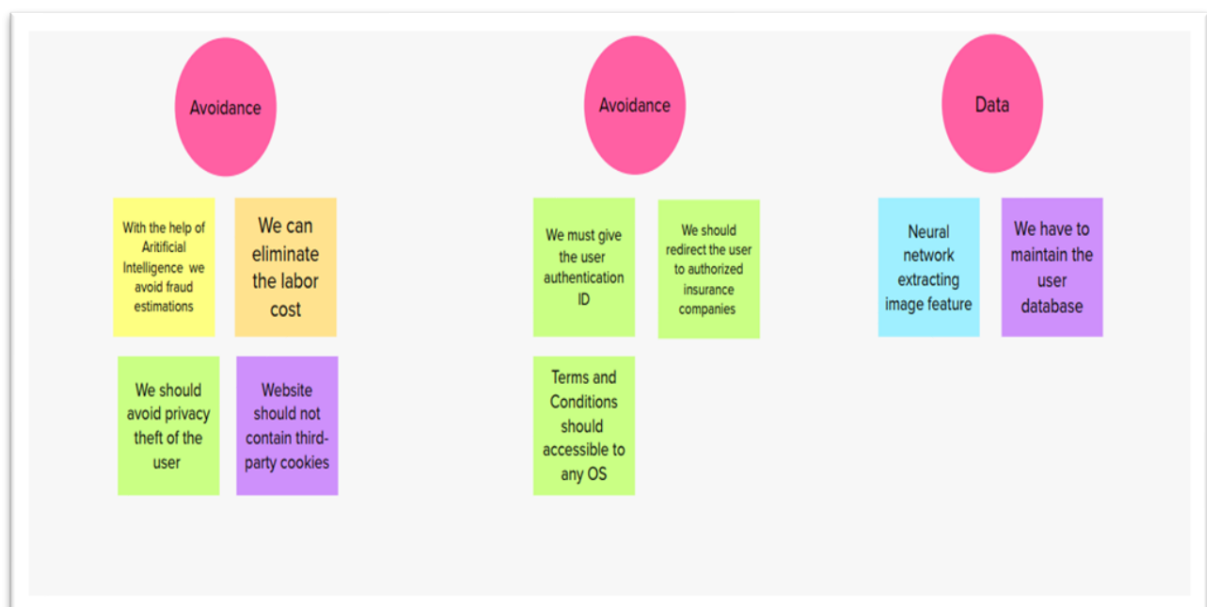 Avoidance
With the help of
Aritificial
Intelligence we
avoid fraud
estimations
We can
eliminate
the labor
cost
We should
avoid privacy
theft of the
user
Website
should not
contain third-
party cookies
Avoidance
We must give
the user
authentication
ID
We should
redirect the user
to authorized
insurance
companies
Terms and
Conditions
should
accessible to
any OS
Data
Neural
network
extracting
image feature
We have to
maintain the
user
database